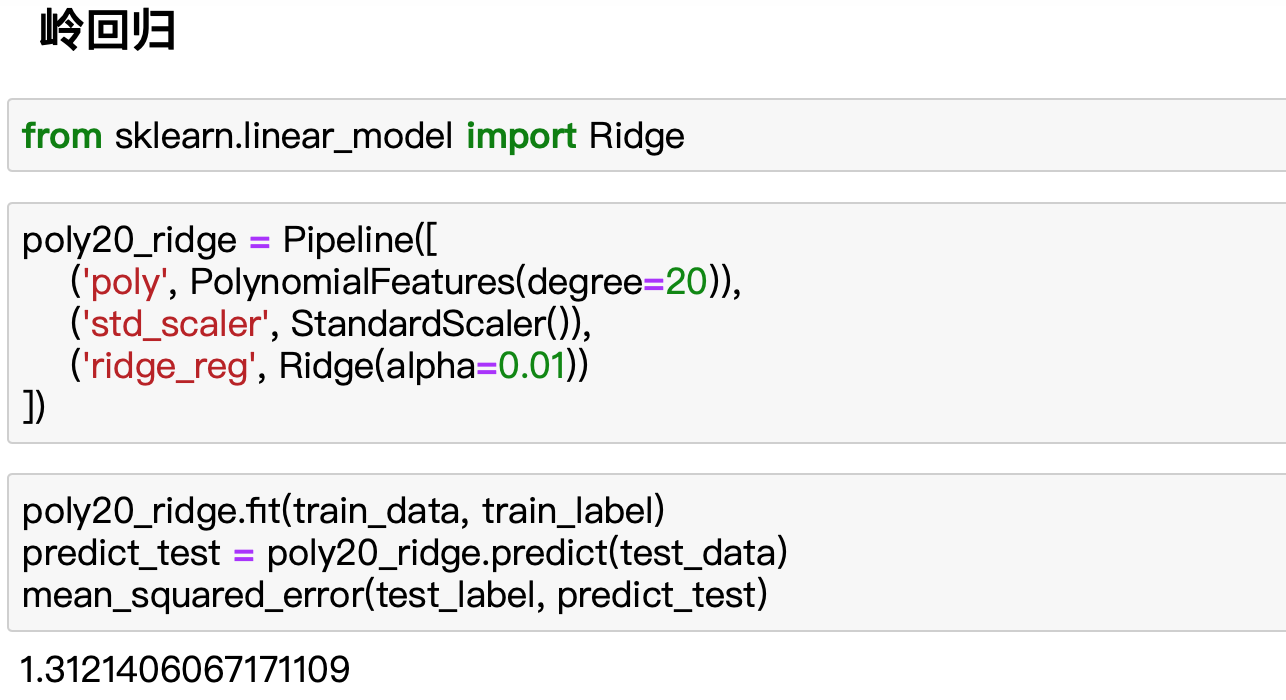 岭回归
from sklearn.linear_model import Ridge
poly20_ridge = Pipeline([
('poly', PolynomialFeatures(degree=20)),
('std_scaler', StandardScaler()),
('ridge_reg', Ridge(alpha=0.01))
])
poly20_ridge.fit(train_data, train_label)
predict_test = poly20_ridge.predict(test_data)
mean_squared_error(test_label, predict_test)
1.3121406067171109